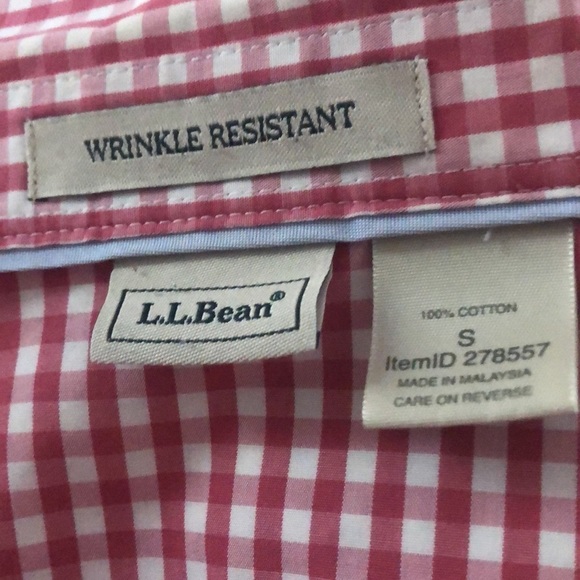 WRINKLE RESISTANT
L.L.Bean®
100% COTTON
S
ItemID 278557
MADE IN MALAYSIA
CARE ON REVERSE